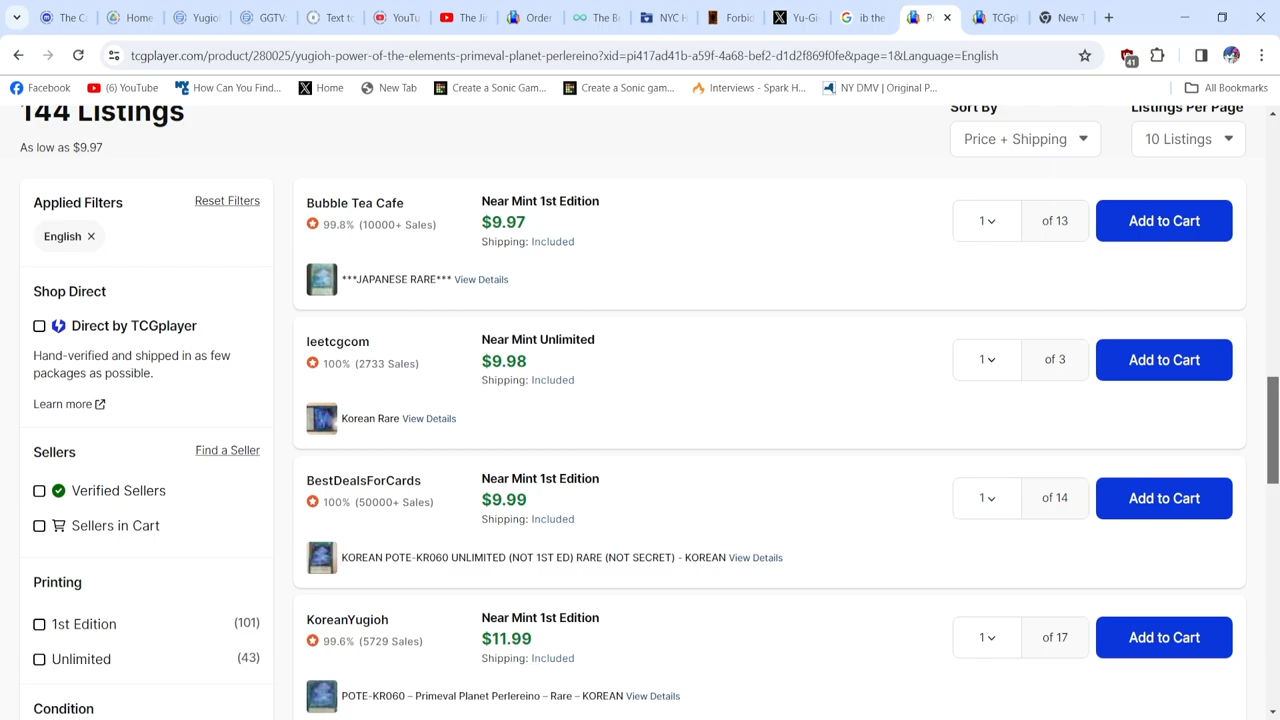 The C
Home
Yugio
GGTV
Text to
YouTu
The Jir
Order
The B
NYC H
Forbic
Yu-Gi-
ib the
Pr
TCGpl
New T
tcgplayer.com/product/280025/yugioh-power-of-the-elements-primeval-planet-perlereino?xid=pi417ad41b-a59f-4a68-bef2-d1d2f869f0fe&page=1&Language=English
41
Facebook
(6) YouTube
How Can You Find...
Home
New Tab
Create a Sonic Gam...
Create a Sonic gam...
Interviews - Spark H...
NY DMV | Original P...
All Bookmarks
144 Listings
As low as $9.97
Sort By
Price + Shipping
Listings Per Page
10 Listings
Applied Filters
Reset Filters
English ✕
Shop Direct
Direct by TCGplayer
Hand-verified and shipped in as few
packages as possible.
Learn more
Sellers
Find a Seller
Verified Sellers
Sellers in Cart
Printing
1st Edition (101)
Unlimited (43)
Condition
Bubble Tea Cafe
99.8% (10000+ Sales)
Near Mint 1st Edition
$9.97
Shipping: Included
1 of 13
Add to Cart
***JAPANESE RARE*** View Details
leetcgcom
100% (2733 Sales)
Near Mint Unlimited
$9.98
Shipping: Included
1 of 3
Add to Cart
Korean Rare View Details
BestDealsForCards
100% (50000+ Sales)
Near Mint 1st Edition
$9.99
Shipping: Included
1 of 14
Add to Cart
KOREAN POTE-KR060 UNLIMITED (NOT 1ST ED) RARE (NOT SECRET) - KOREAN View Details
KoreanYugioh
99.6% (5729 Sales)
Near Mint 1st Edition
$11.99
Shipping: Included
1 of 17
Add to Cart
POTE-KR060 – Primeval Planet Perlereino – Rare – KOREAN View Details